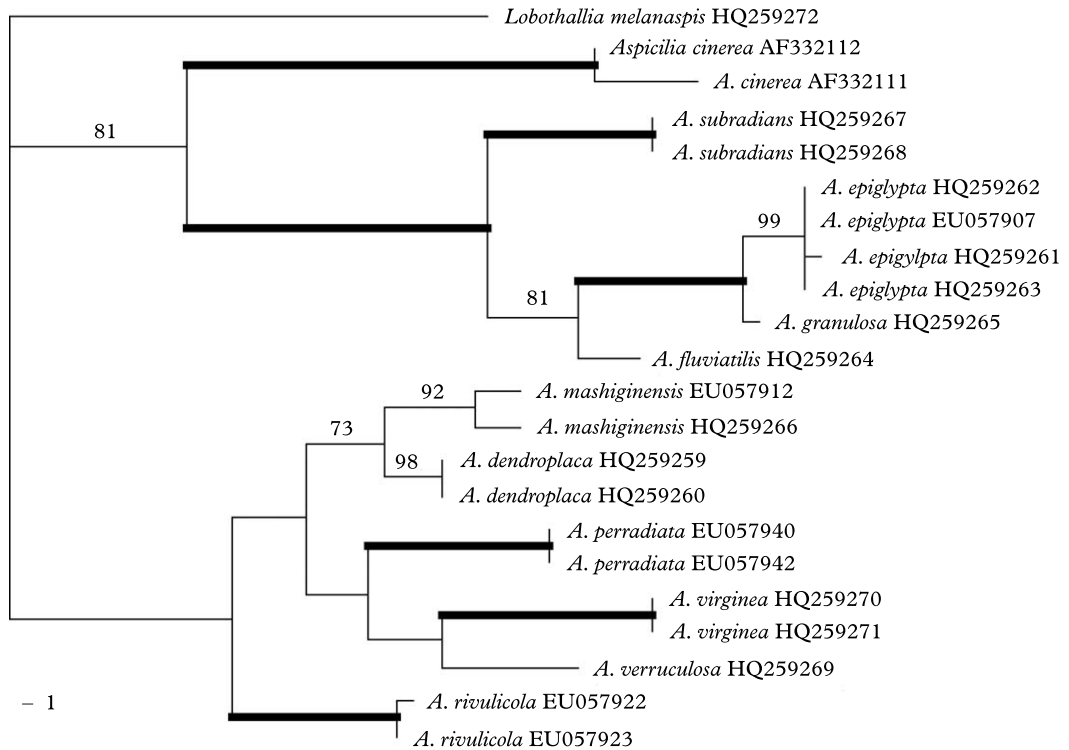 Lobothallia melanaspis HQ259272
Aspicilia cinerea AF332112
A. cinerea AF332111
A. subradians HQ259267
81
A. subradians HQ259268
A. epiglypta HQ259262
99
A. epiglypta EU057907
A. epigylpta HQ259261
A. epiglypta HQ259263
81
A. granulosa HQ259265
A. fluviatilis HQ259264
92
A. mashiginensis EU057912
73
A. mashiginensis HQ259266
98
A. dendroplaca HQ259259
A. dendroplaca HQ259260
A. perradiata EU057940
A. perradiata EU057942
A. virginea HQ259270
A. virginea HQ259271
A. verruculosa HQ259269
– 1
A. rivulicola EU057922
A. rivulicola EU057923